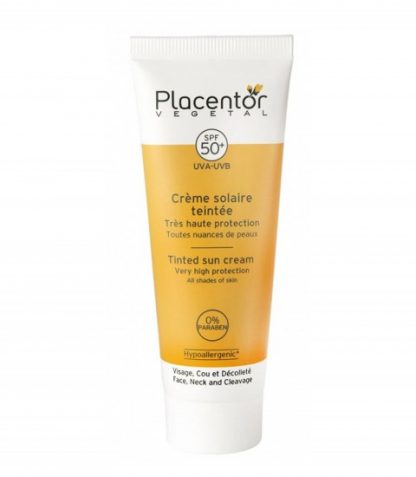 Placentor
VEGETAL
SPF
50+
UVA-UVB
Crème solaire
teintée
Très haute protection
Toutes nuances de peaux
Tinted sun cream
Very high protection
All shades of skin
0%
PARABEN
Hypoallergenic*
Visage, Cou et Décolleté
Face, Neck and Cleavage